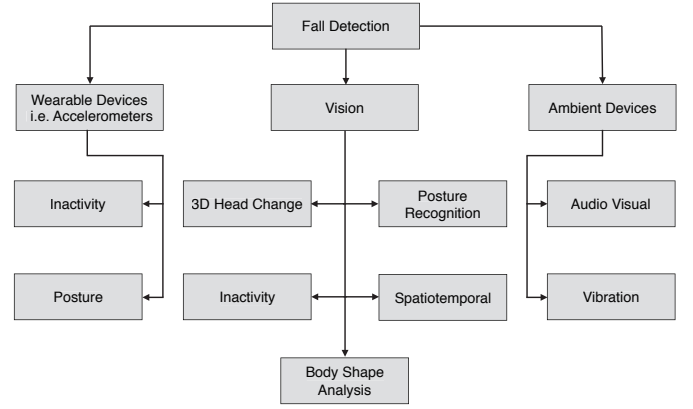 Fall Detection
Wearable Devices
i.e. Accelerometers
Vision
Ambient Devices
Inactivity
3D Head Change
Posture
Recognition
Audio Visual
Posture
Inactivity
Spatiotemporal
Vibration
Body Shape
Analysis